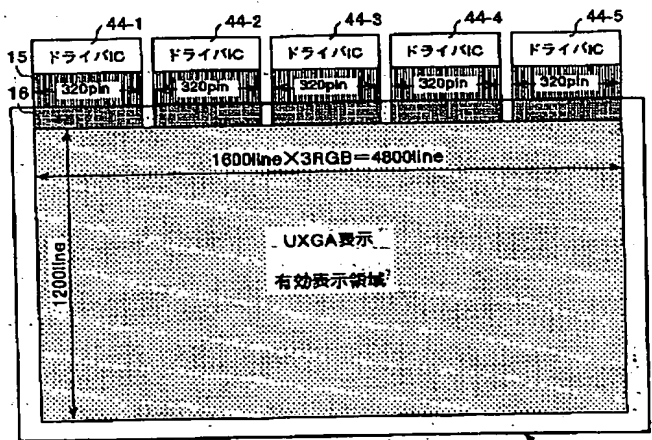 44-1 44-2 44-3 44-4 44-5
ドライバIC ドライバIC ドライバIC ドライバIC ドライバIC
15
320pin 320pin 320pin 320pin 320pin
16
1600line×3RGB=4800line
1200line
UXGA表示
有効表示領域